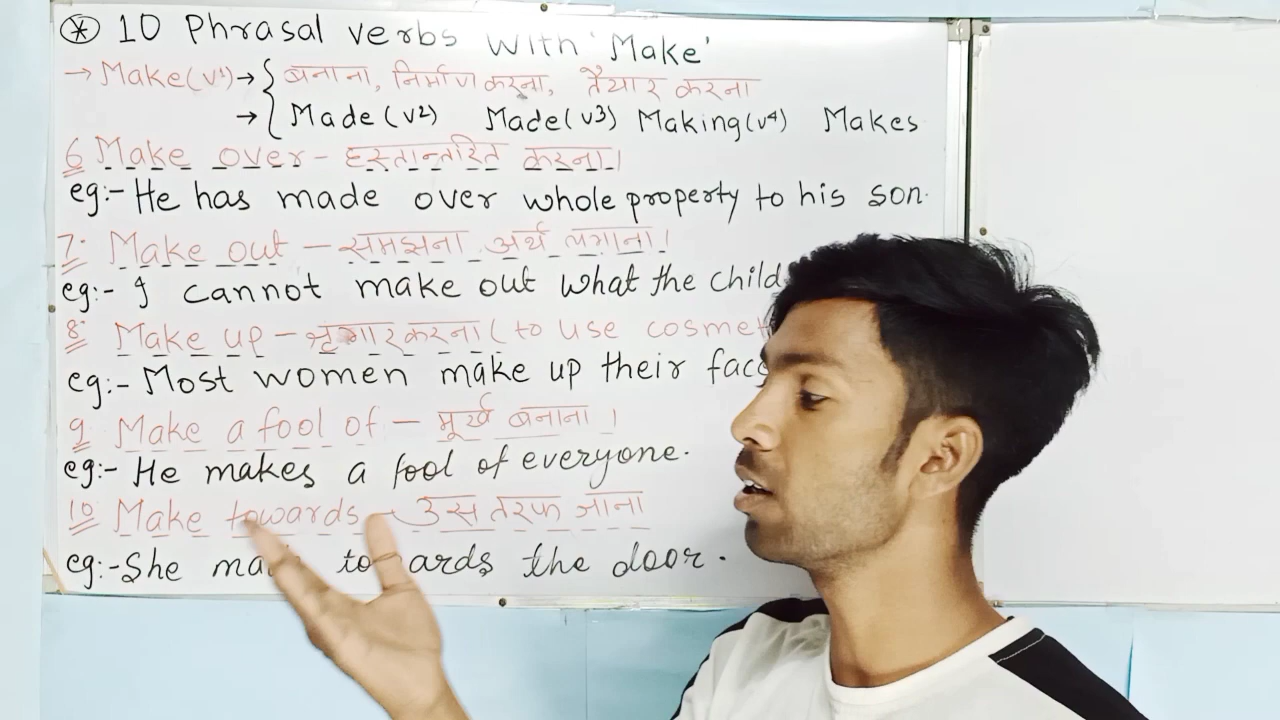 * 10 Phrasal verbs with 'Make'
→ Make(v¹) → { बनाना, निर्माण करना, तैयार करना
→ { Made (v²) Made(v³) Making(v⁴) Makes
6 Make over - हस्तान्तरित करना।
eg:- He has made over whole property to his son.
7. Make out - समझना अर्थ लगाना।
eg:- I cannot make out what the child
8. Make up - श्रृंगार करना ( to use
eg:- Most women make up their
9. Make a fool of - मूर्ख बनाना ।
eg:- He makes a fool of everyone.
10. Make towards - उस तरफ जाना
eg:- She the door.